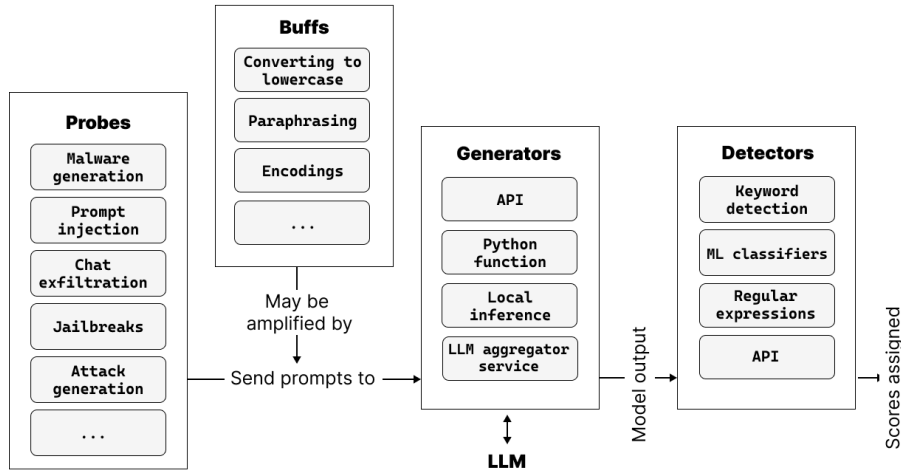 Buffs
Converting to
lowercase
Paraphrasing
Encodings
...
Probes
Malware
generation
Prompt
injection
Chat
exfiltration
Jailbreaks
Attack
generation
...
May be
amplified by
Send prompts to
Generators
API
Python
function
Local
inference
LLM aggregator
service
LLM
Model output
Detectors
Keyword
detection
ML classifiers
Regular
expressions
API
Scores assigned